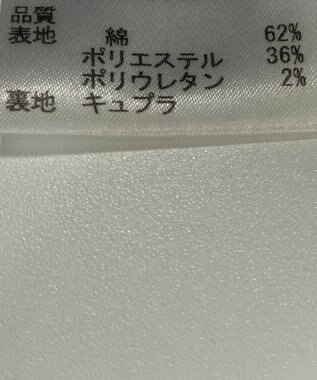 品質
表地 綿 62%
ポリエステル 36%
ポリウレタン 2%
裏地 キュプラ